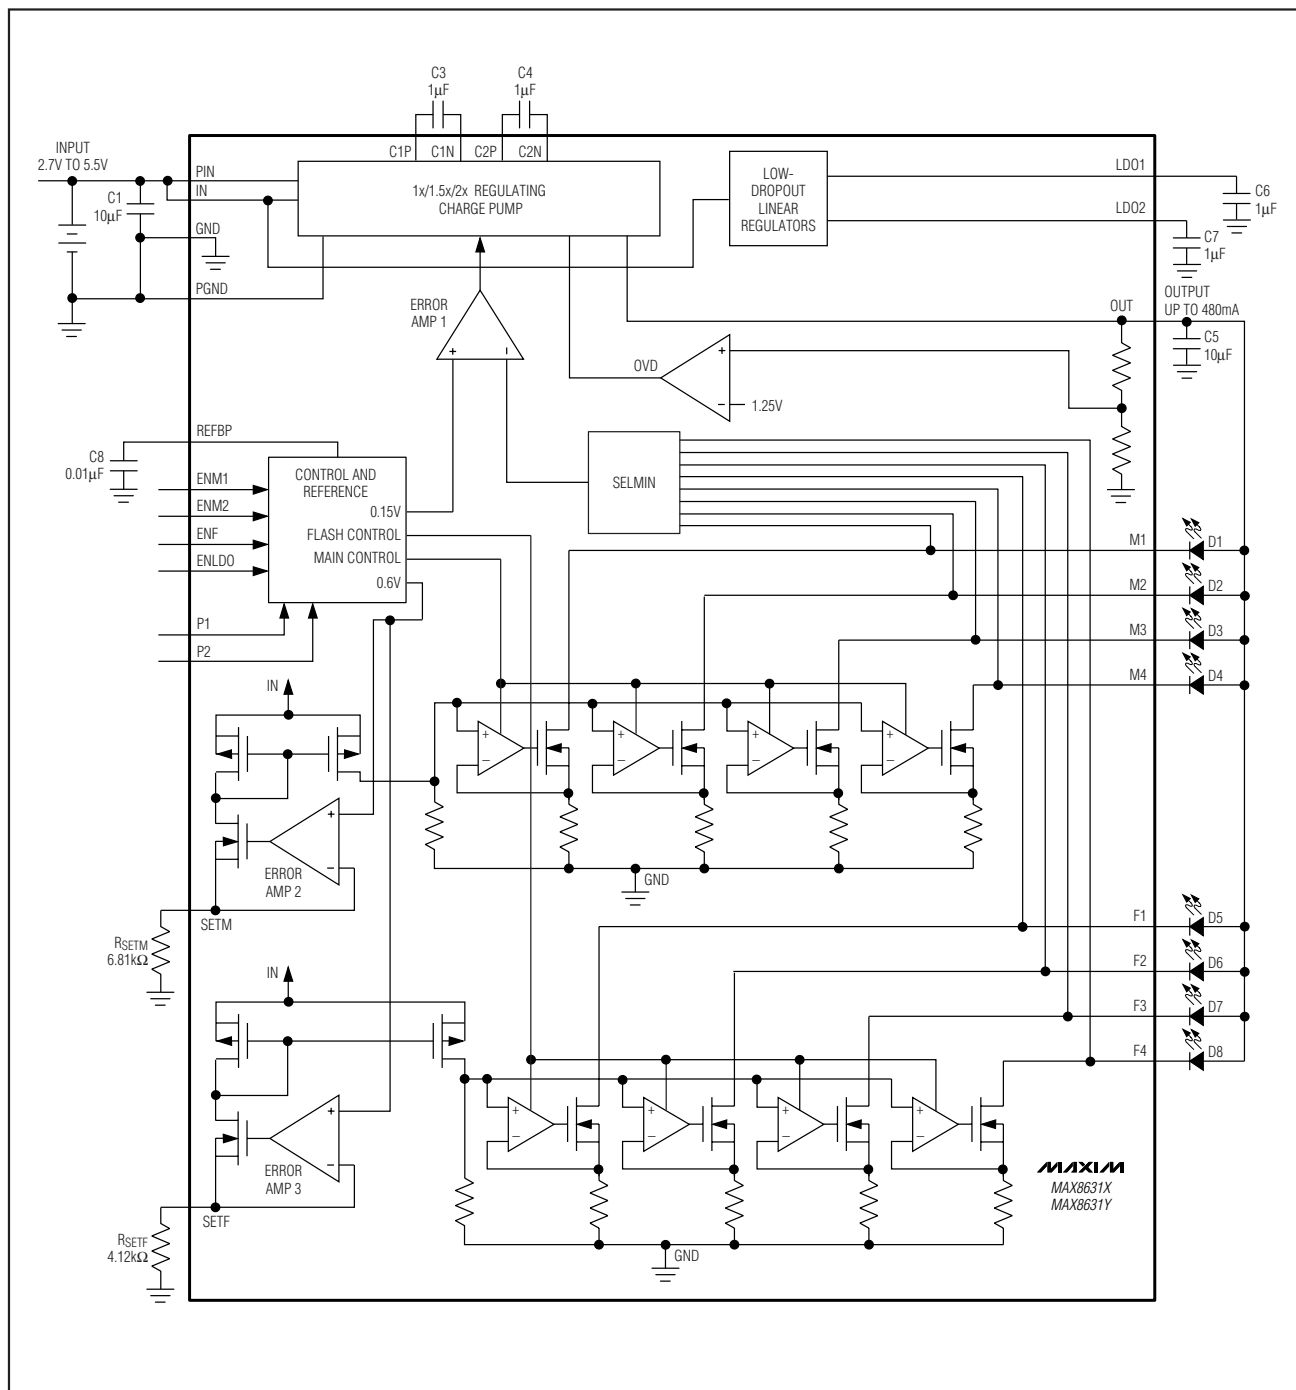 C3
1µF
C4
1µF
INPUT
2.7V TO 5.5V
C1P
C1N
C2P
C2N
PIN
IN
C1
10µF
GND
PGND
1x/1.5x/2x REGULATING
CHARGE PUMP
LOW-
DROPOUT
LINEAR
REGULATORS
LDO1
LDO2
C6
1µF
C7
1µF
ERROR
AMP 1
+
–
OUT
OUTPUT
UP TO 480mA
C5
10µF
OVD
+
–
1.25V
REFBP
C8
0.01µF
CONTROL AND
REFERENCE
0.15V
FLASH CONTROL
MAIN CONTROL
0.6V
ENM1
ENM2
ENF
ENLDO
P1
P2
SELMIN
M1
D1
M2
D2
M3
D3
M4
D4
IN
+
–
+
–
+
–
+
–
+
–
ERROR
AMP 2
GND
SETM
RSETM
6.81kΩ
F1
D5
F2
D6
F3
D7
F4
D8
IN
+
–
+
–
+
–
+
–
+
–
ERROR
AMP 3
GND
SETF
RSETF
4.12kΩ
MAXIM
MAX8631X
MAX8631Y